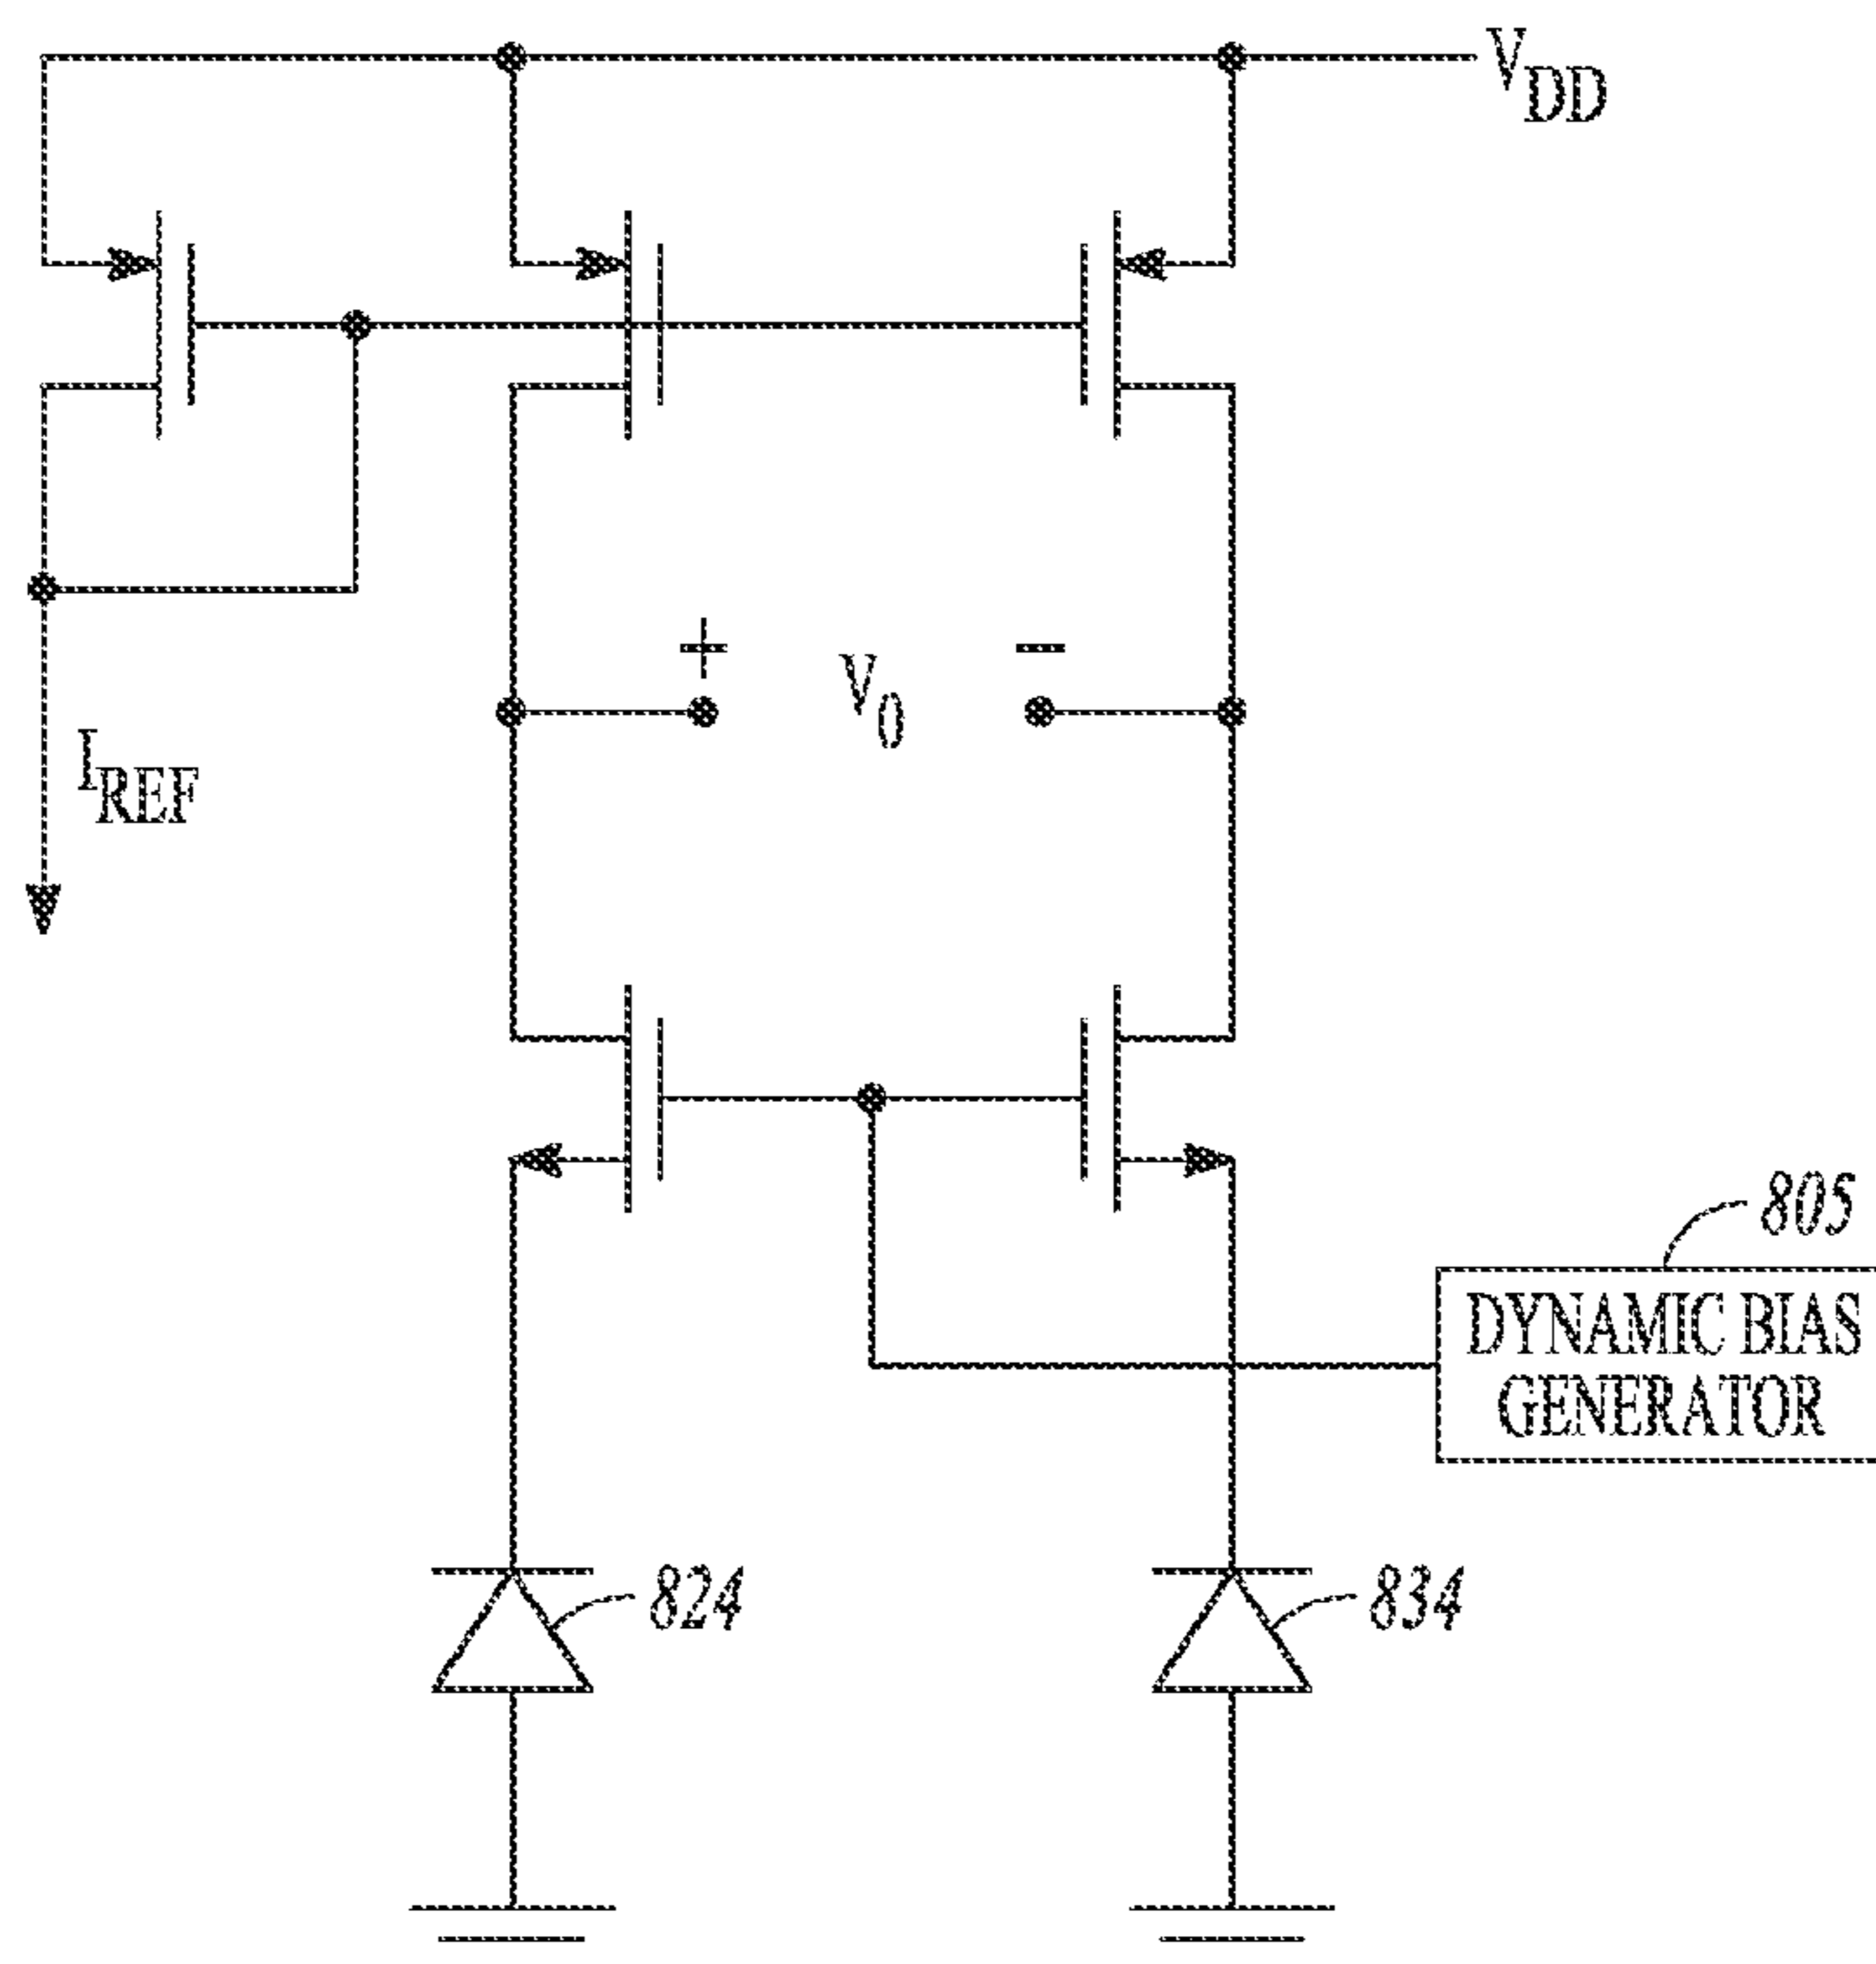 VDD
+ V0 −
IREF
805
DYNAMIC BIAS
GENERATOR
824
834